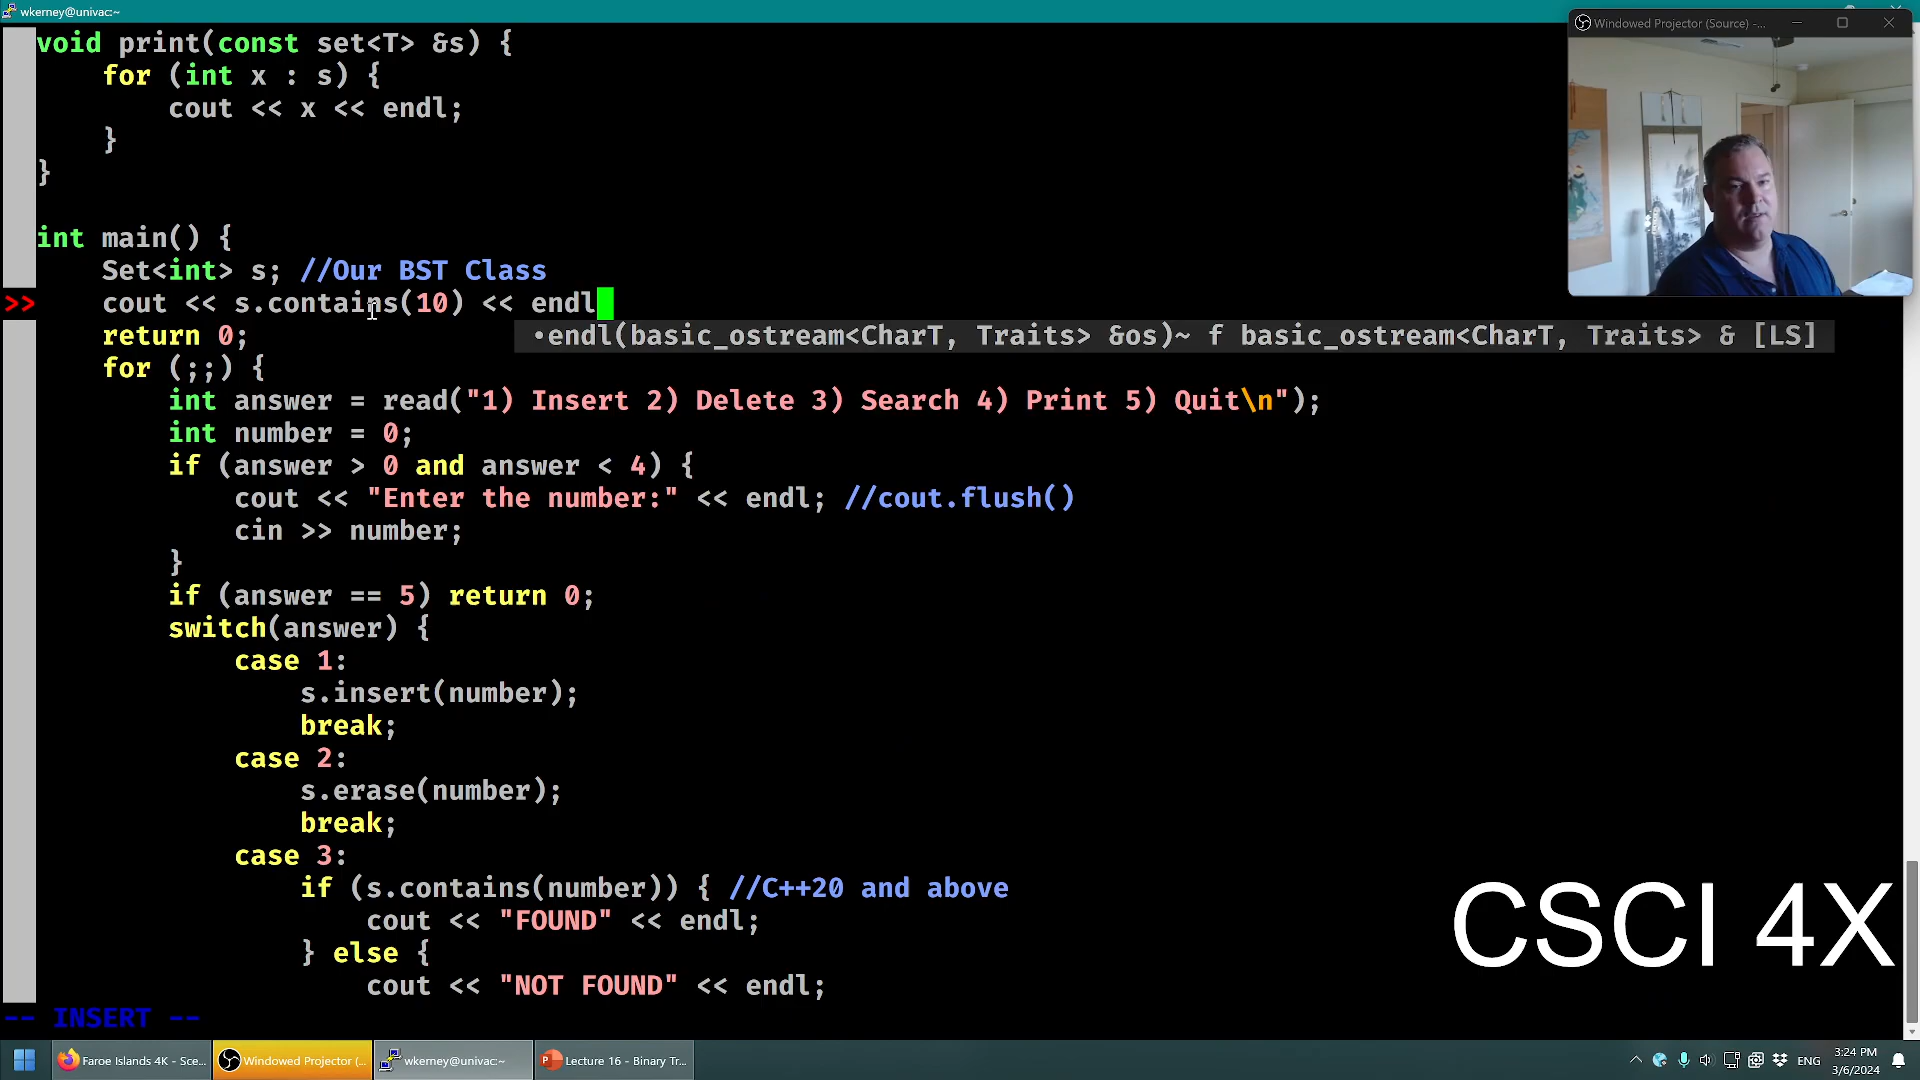 wkerney@univac:~
Windowed Projector (Source) -...
void print(const set<T> &s) {
for (int x : s) {
cout << x << endl;
}
}
int main() {
Set<int> s; //Our BST Class
>> cout << s.contains(10) << endl
return 0;
•endl(basic_ostream<CharT, Traits> &os)~ f basic_ostream<CharT, Traits> & [LS]
for (;;) {
int answer = read("1) Insert 2) Delete 3) Search 4) Print 5) Quit\n");
int number = 0;
if (answer > 0 and answer < 4) {
cout << "Enter the number:" << endl; //cout.flush()
cin >> number;
}
if (answer == 5) return 0;
switch(answer) {
case 1:
s.insert(number);
break;
case 2:
s.erase(number);
break;
case 3:
if (s.contains(number)) { //C++20 and above
cout << "FOUND" << endl;
} else {
cout << "NOT FOUND" << endl;
CSCI 4X
-- INSERT --
Faroe Islands 4K - Sce...
Windowed Projector (...
wkerney@univac:~
Lecture 16 - Binary Tr...
ENG
3:24 PM
3/6/2024